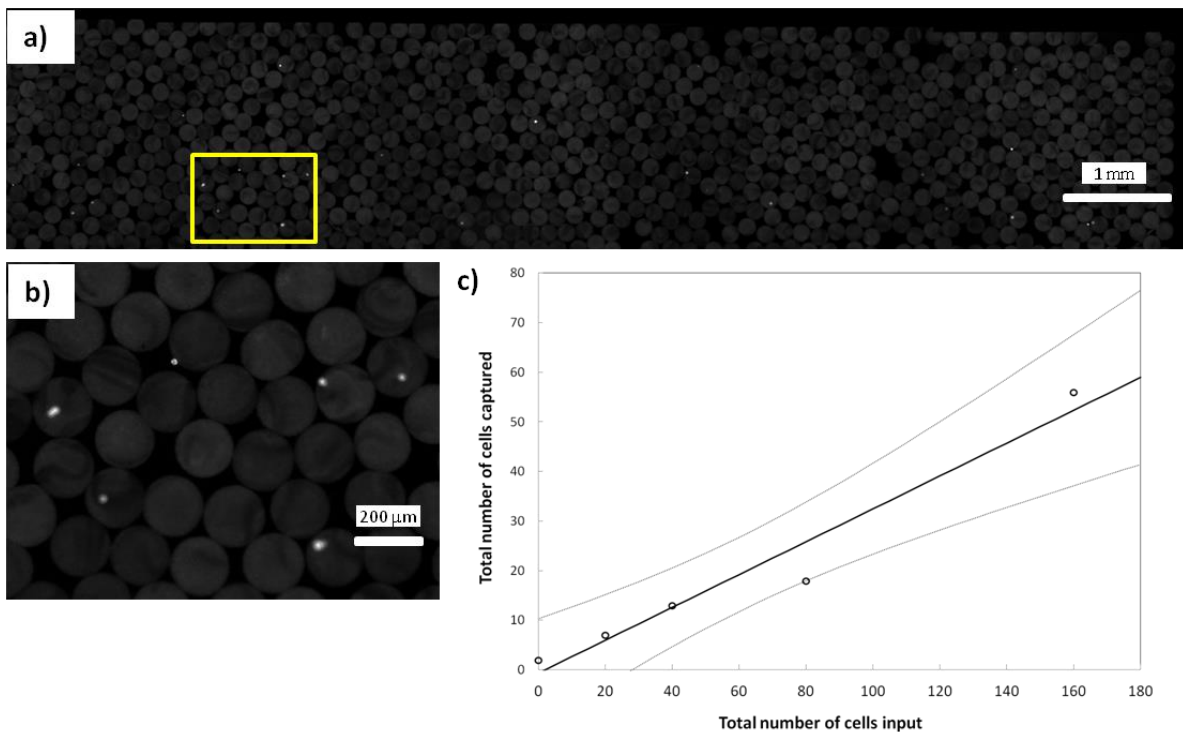 a)
1 mm
b)
200 µm
c)
Total number of cells captured
80
70
60
50
40
30
20
10
0
0 20 40 60 80 100 120 140 160 180
Total number of cells input